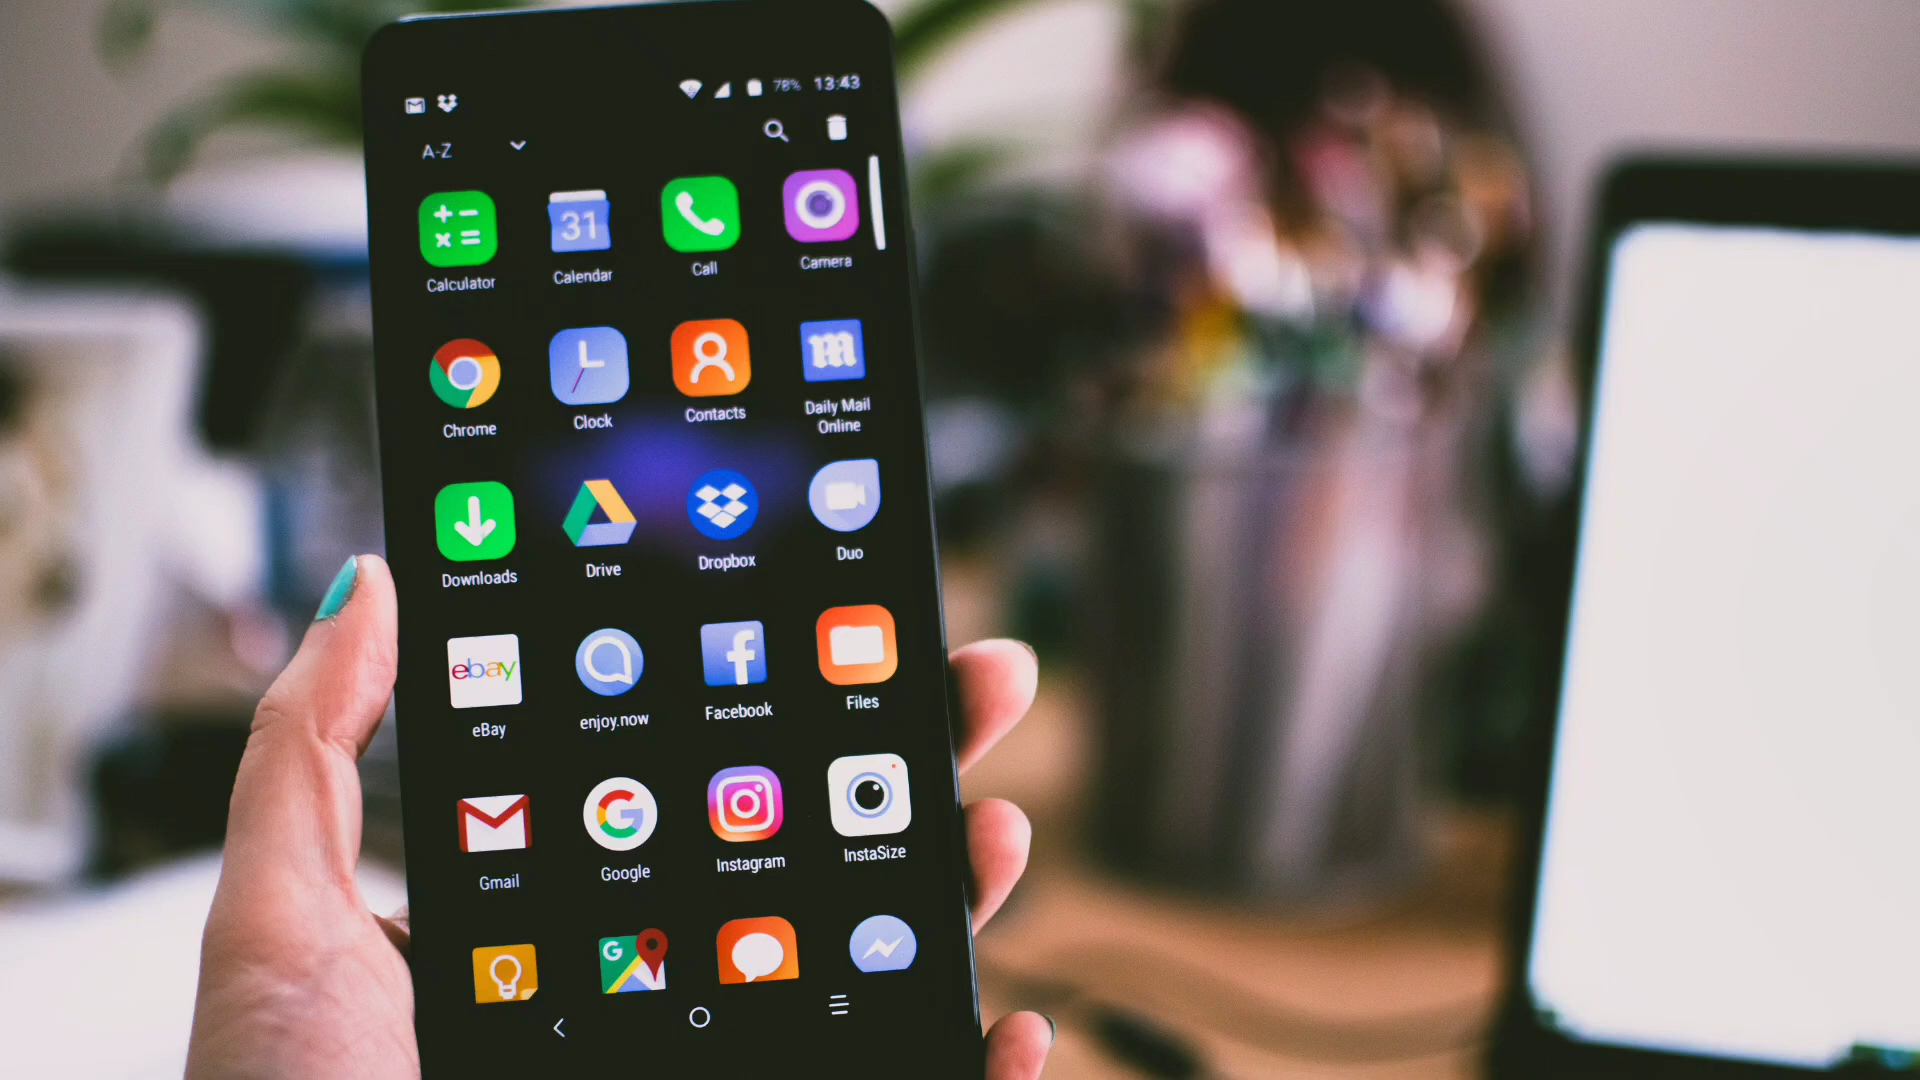 78% 13:43
A-Z
31
Calculator Calendar Call Camera
m
Chrome Clock Contacts Daily Mail
Online
Downloads Drive Dropbox Duo
ebay
f
eBay enjoy.now Facebook Files
G
Gmail Google Instagram InstaSize
G